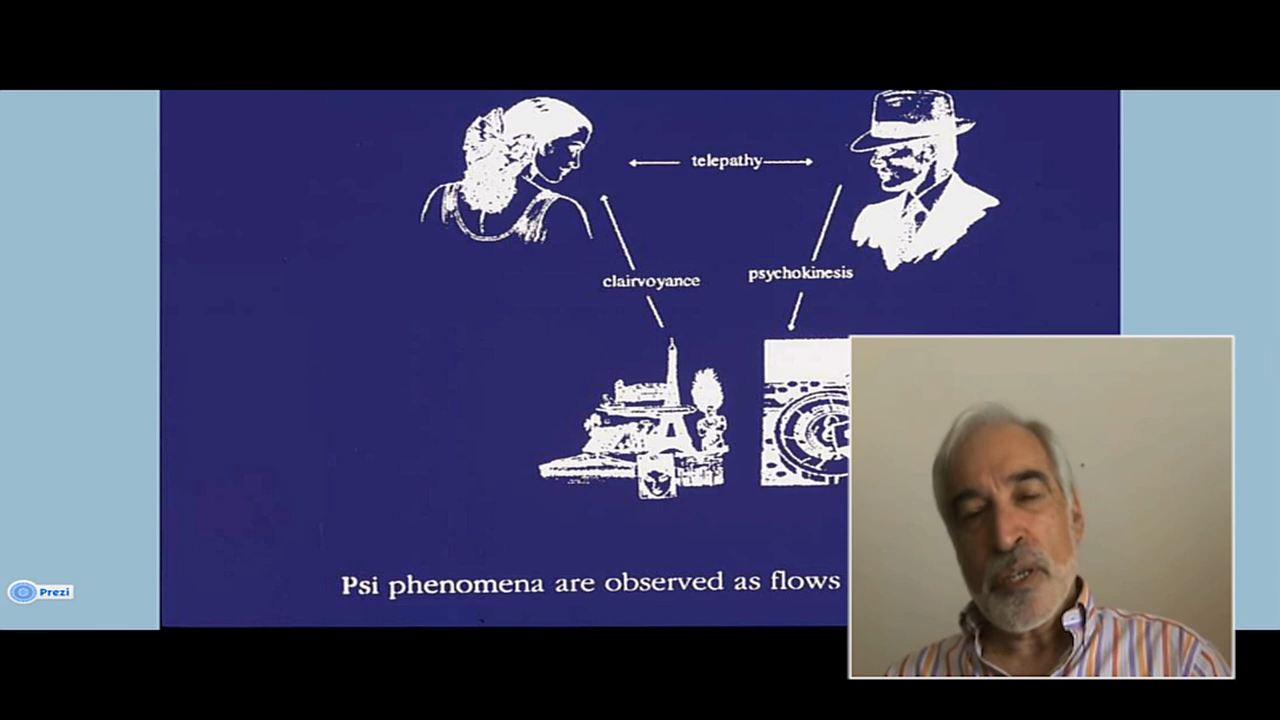 telepathy
clairvoyance
psychokinesis
Psi phenomena are observed as flows
Prezi